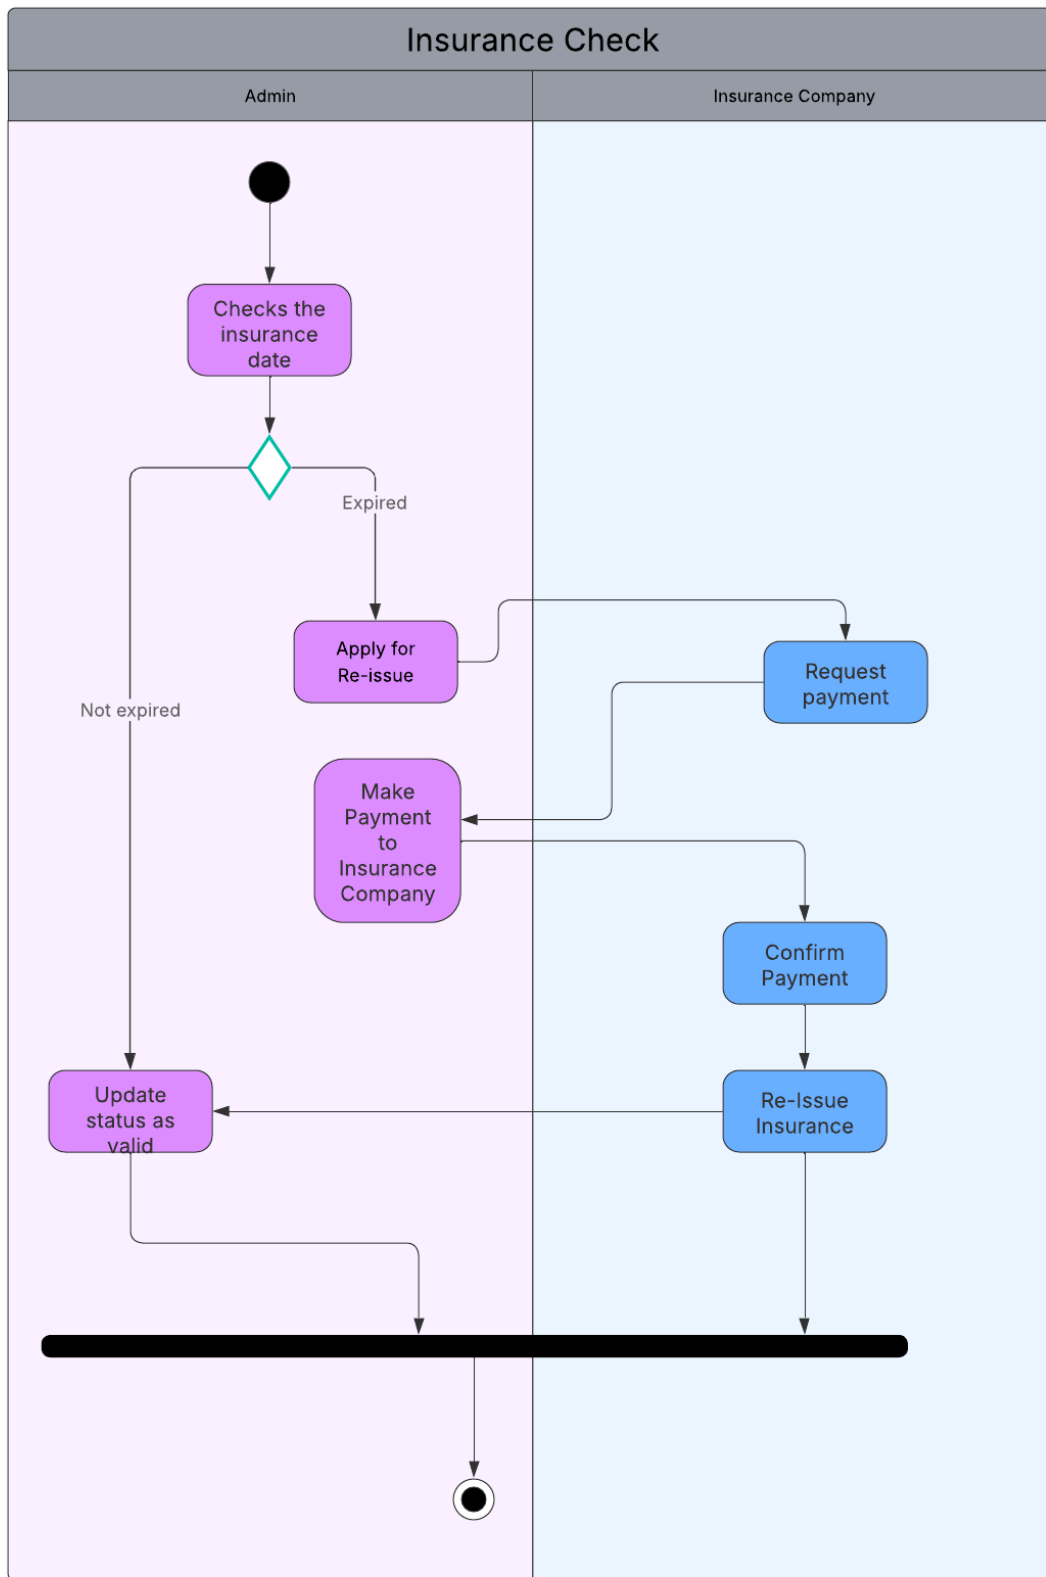 Insurance Check
Admin
Insurance Company
Checks the
insurance
date
Expired
Apply for
Re-issue
Request
payment
Not expired
Make
Payment
to
Insurance
Company
Confirm
Payment
Update
status as
valid
Re-Issue
Insurance